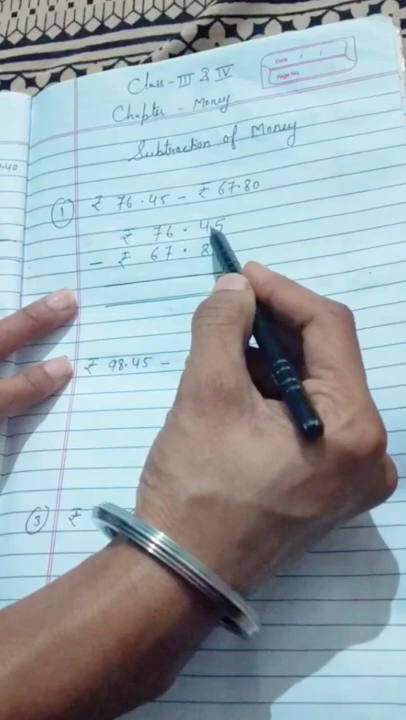 Class - III & IV
Date / /
Page No.
Chapter - Money
Subtraction of Money
.40
① ₹ 76.45 - ₹ 67.80
₹ 76.45
- ₹ 67.8
₹ 98.45 -
③ ₹